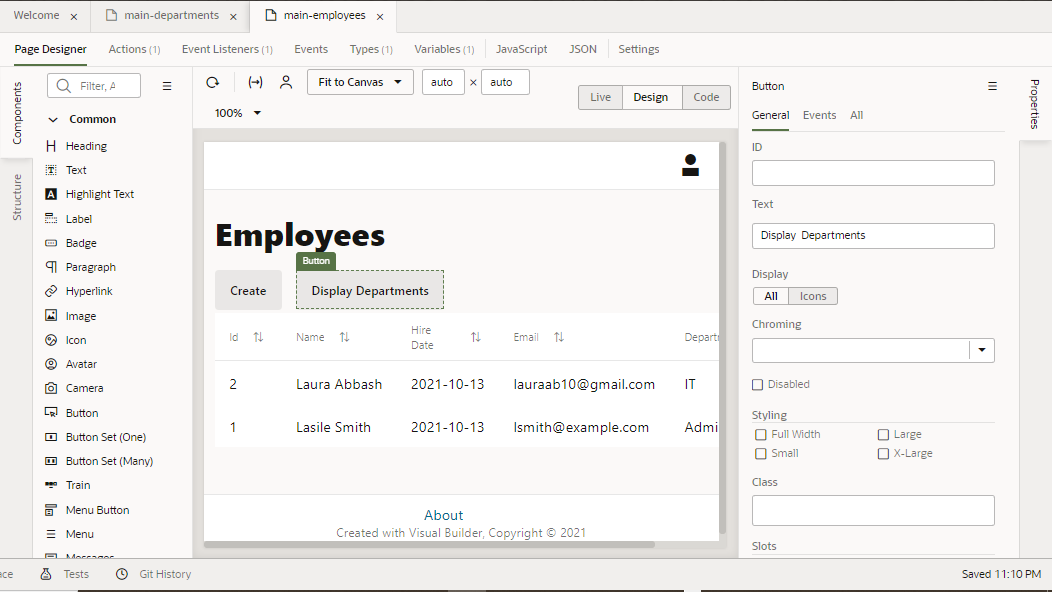 Welcome × main-departments × main-employees ×
Page Designer Actions (1) Event Listeners (1) Events Types (1) Variables (1) JavaScript JSON Settings
Components
Structure
Filter, A
Common
Heading
Text
Highlight Text
Label
Badge
Paragraph
Hyperlink
Image
Icon
Avatar
Camera
Button
Button Set (One)
Button Set (Many)
Train
Menu Button
Menu
Messages
Fit to Canvas auto × auto
100%
Live Design Code
Employees
Button
Create Display Departments
Id Name Hire Date Email Departr
2 Laura Abbash 2021-10-13 lauraab10@gmail.com IT
1 Lasile Smith 2021-10-13 lsmith@example.com Admi
About
Created with Visual Builder, Copyright © 2021
Button
General Events All
ID
Text
Display Departments
Display
All Icons
Chroming
Disabled
Styling
Full Width Large
Small X-Large
Class
Slots
Properties
ace Tests Git History Saved 11:10 PM